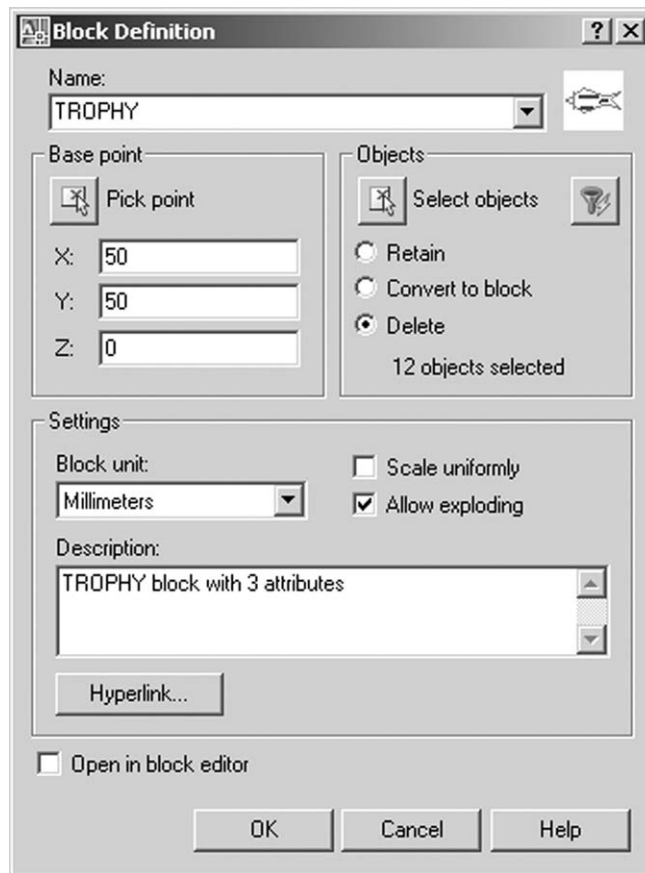 Block Definition
Name:
TROPHY
Base point
Pick point
X: 50
Y: 50
Z: 0
Objects
Select objects
Retain
Convert to block
Delete
12 objects selected
Settings
Block unit:
Millimeters
Scale uniformly
Allow exploding
Description:
TROPHY block with 3 attributes
Hyperlink...
Open in block editor
OK Cancel Help